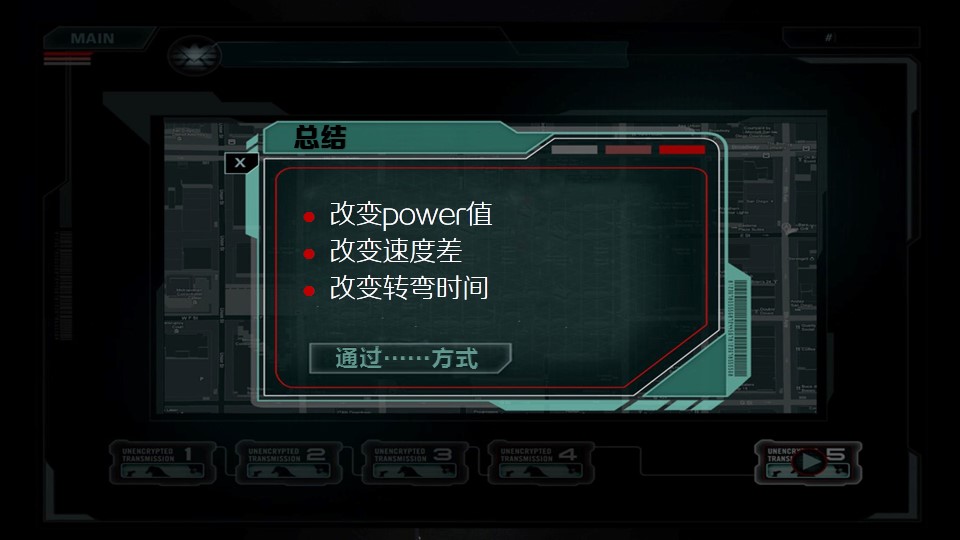 MAIN
#
总结
X
改变power值
改变速度差
改变转弯时间
通过……方式
UNENCRYPTED
TRANSMISSION 1
UNENCRYPTED
TRANSMISSION 2
UNENCRYPTED
TRANSMISSION 3
UNENCRYPTED
TRANSMISSION 4
5